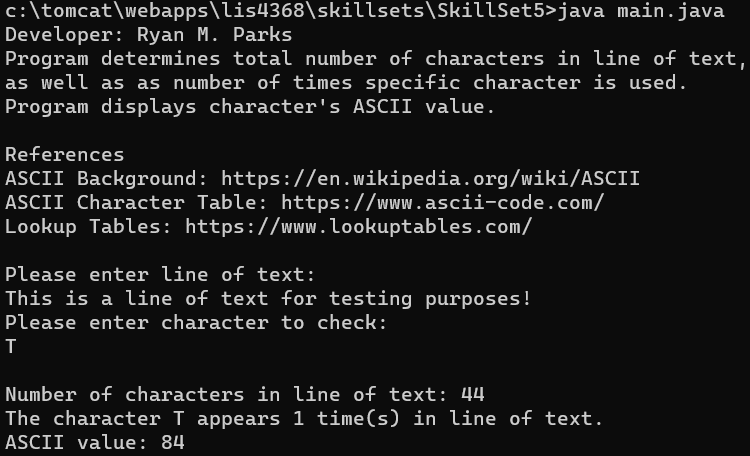 c:\tomcat\webapps\lis4368\skillsets\SkillSet5>java main.java
Developer: Ryan M. Parks
Program determines total number of characters in line of text,
as well as as number of times specific character is used.
Program displays character's ASCII value.

References
ASCII Background: https://en.wikipedia.org/wiki/ASCII
ASCII Character Table: https://www.ascii-code.com/
Lookup Tables: https://www.lookuptables.com/

Please enter line of text:
This is a line of text for testing purposes!
Please enter character to check:
T

Number of characters in line of text: 44
The character T appears 1 time(s) in line of text.
ASCII value: 84